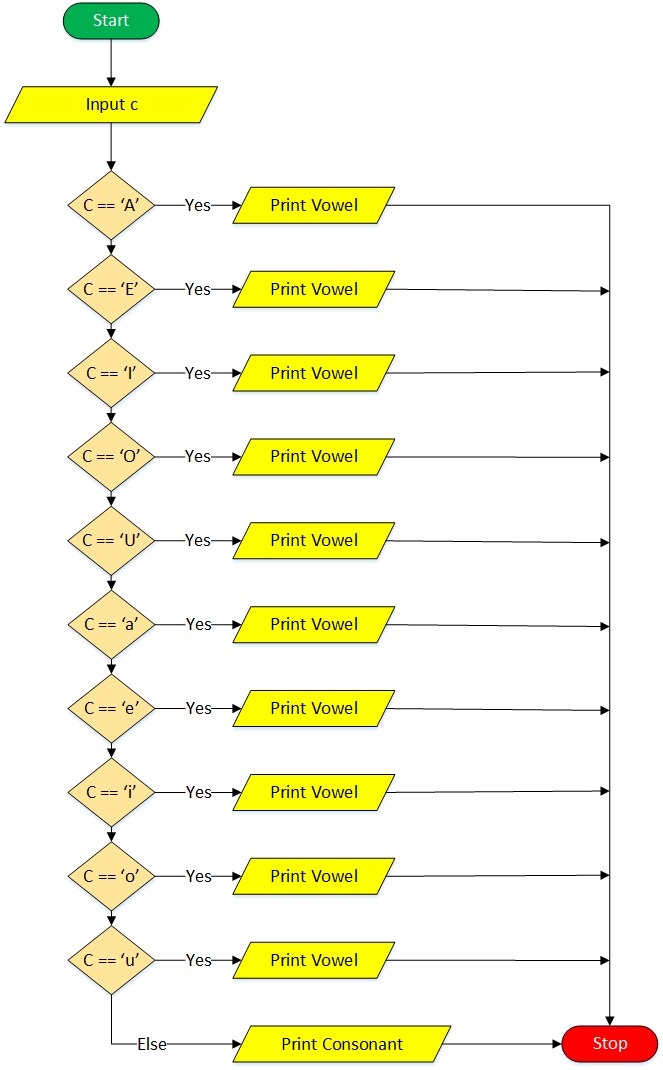 Start
Input c
C == ‘A’ Yes Print Vowel
C == ‘E’ Yes Print Vowel
C == ‘I’ Yes Print Vowel
C == ‘O’ Yes Print Vowel
C == ‘U’ Yes Print Vowel
C == ‘a’ Yes Print Vowel
C == ‘e’ Yes Print Vowel
C == ‘i’ Yes Print Vowel
C == ‘o’ Yes Print Vowel
C == ‘u’ Yes Print Vowel
Else Print Consonant Stop